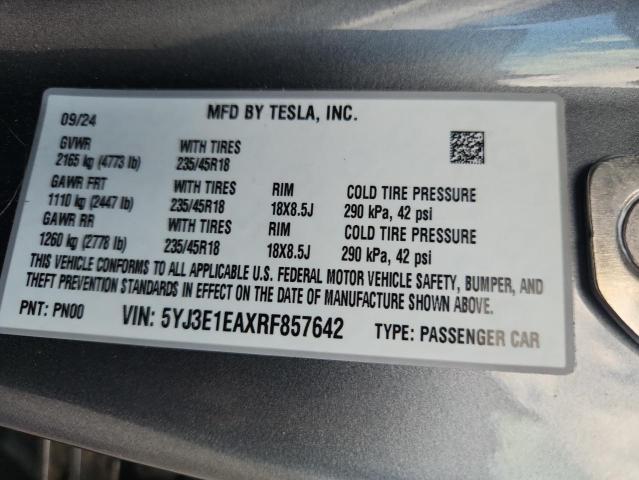 MFD BY TESLA, INC.
09/24
GVWR WITH TIRES
2165 kg (4773 lb) 235/45R18
GAWR FRT WITH TIRES RIM COLD TIRE PRESSURE
1110 kg (2447 lb) 235/45R18 18X8.5J 290 kPa, 42 psi
GAWR RR WITH TIRES RIM COLD TIRE PRESSURE
1260 kg (2778 lb) 235/45R18 18X8.5J 290 kPa, 42 psi
THIS VEHICLE CONFORMS TO ALL APPLICABLE U.S. FEDERAL MOTOR VEHICLE SAFETY, BUMPER, AND
THEFT PREVENTION STANDARDS IN EFFECT ON THE DATE OF MANUFACTURE SHOWN ABOVE.
PNT: PN00 VIN: 5YJ3E1EAXRF857642 TYPE: PASSENGER CAR